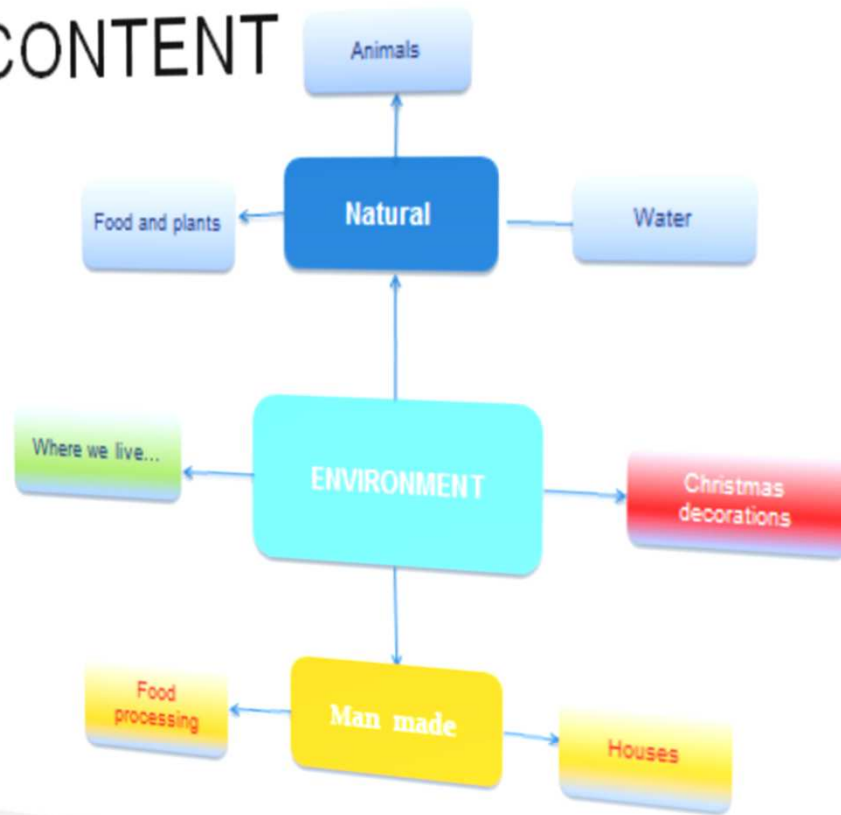 CONTENT
Animals
Food and plants
Natural
Water
Where we live...
ENVIRONMENT
Christmas
decorations
Food
processing
Man made
Houses